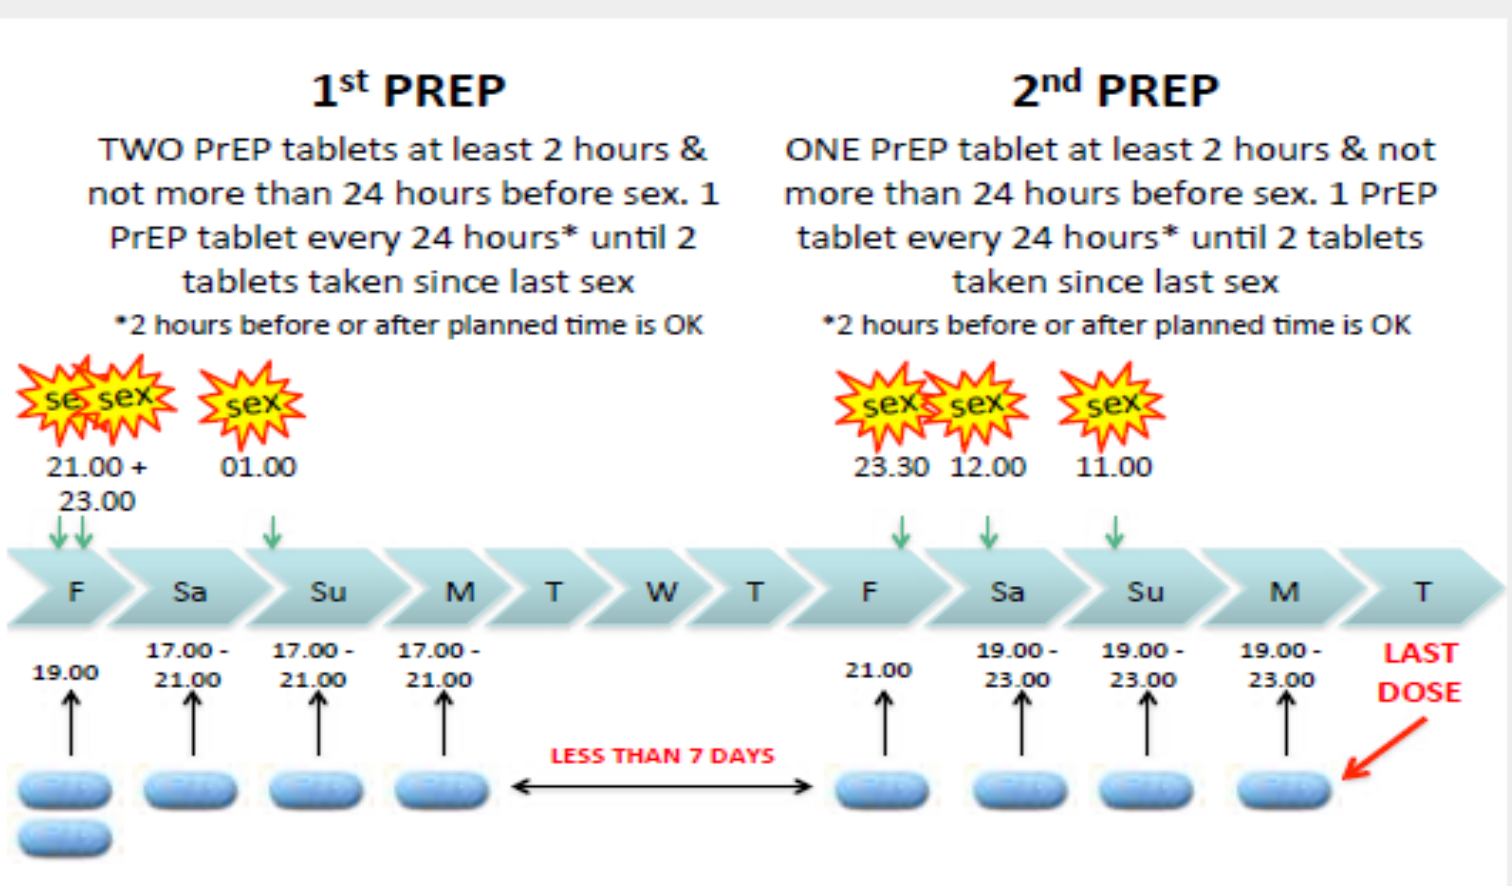 1st PREP
TWO PrEP tablets at least 2 hours &
not more than 24 hours before sex. 1
PrEP tablet every 24 hours* until 2
tablets taken since last sex
*2 hours before or after planned time is OK
2nd PREP
ONE PrEP tablet at least 2 hours & not
more than 24 hours before sex. 1 PrEP
tablet every 24 hours* until 2 tablets
taken since last sex
*2 hours before or after planned time is OK
se sex sex sex sex sex
21.00 +
23.00
01.00
23.30 12.00 11.00
F Sa Su M T W T F Sa Su M T
19.00
17.00 -
21.00
17.00 -
21.00
17.00 -
21.00
21.00
19.00 -
23.00
19.00 -
23.00
19.00 -
23.00
LAST
DOSE
LESS THAN 7 DAYS